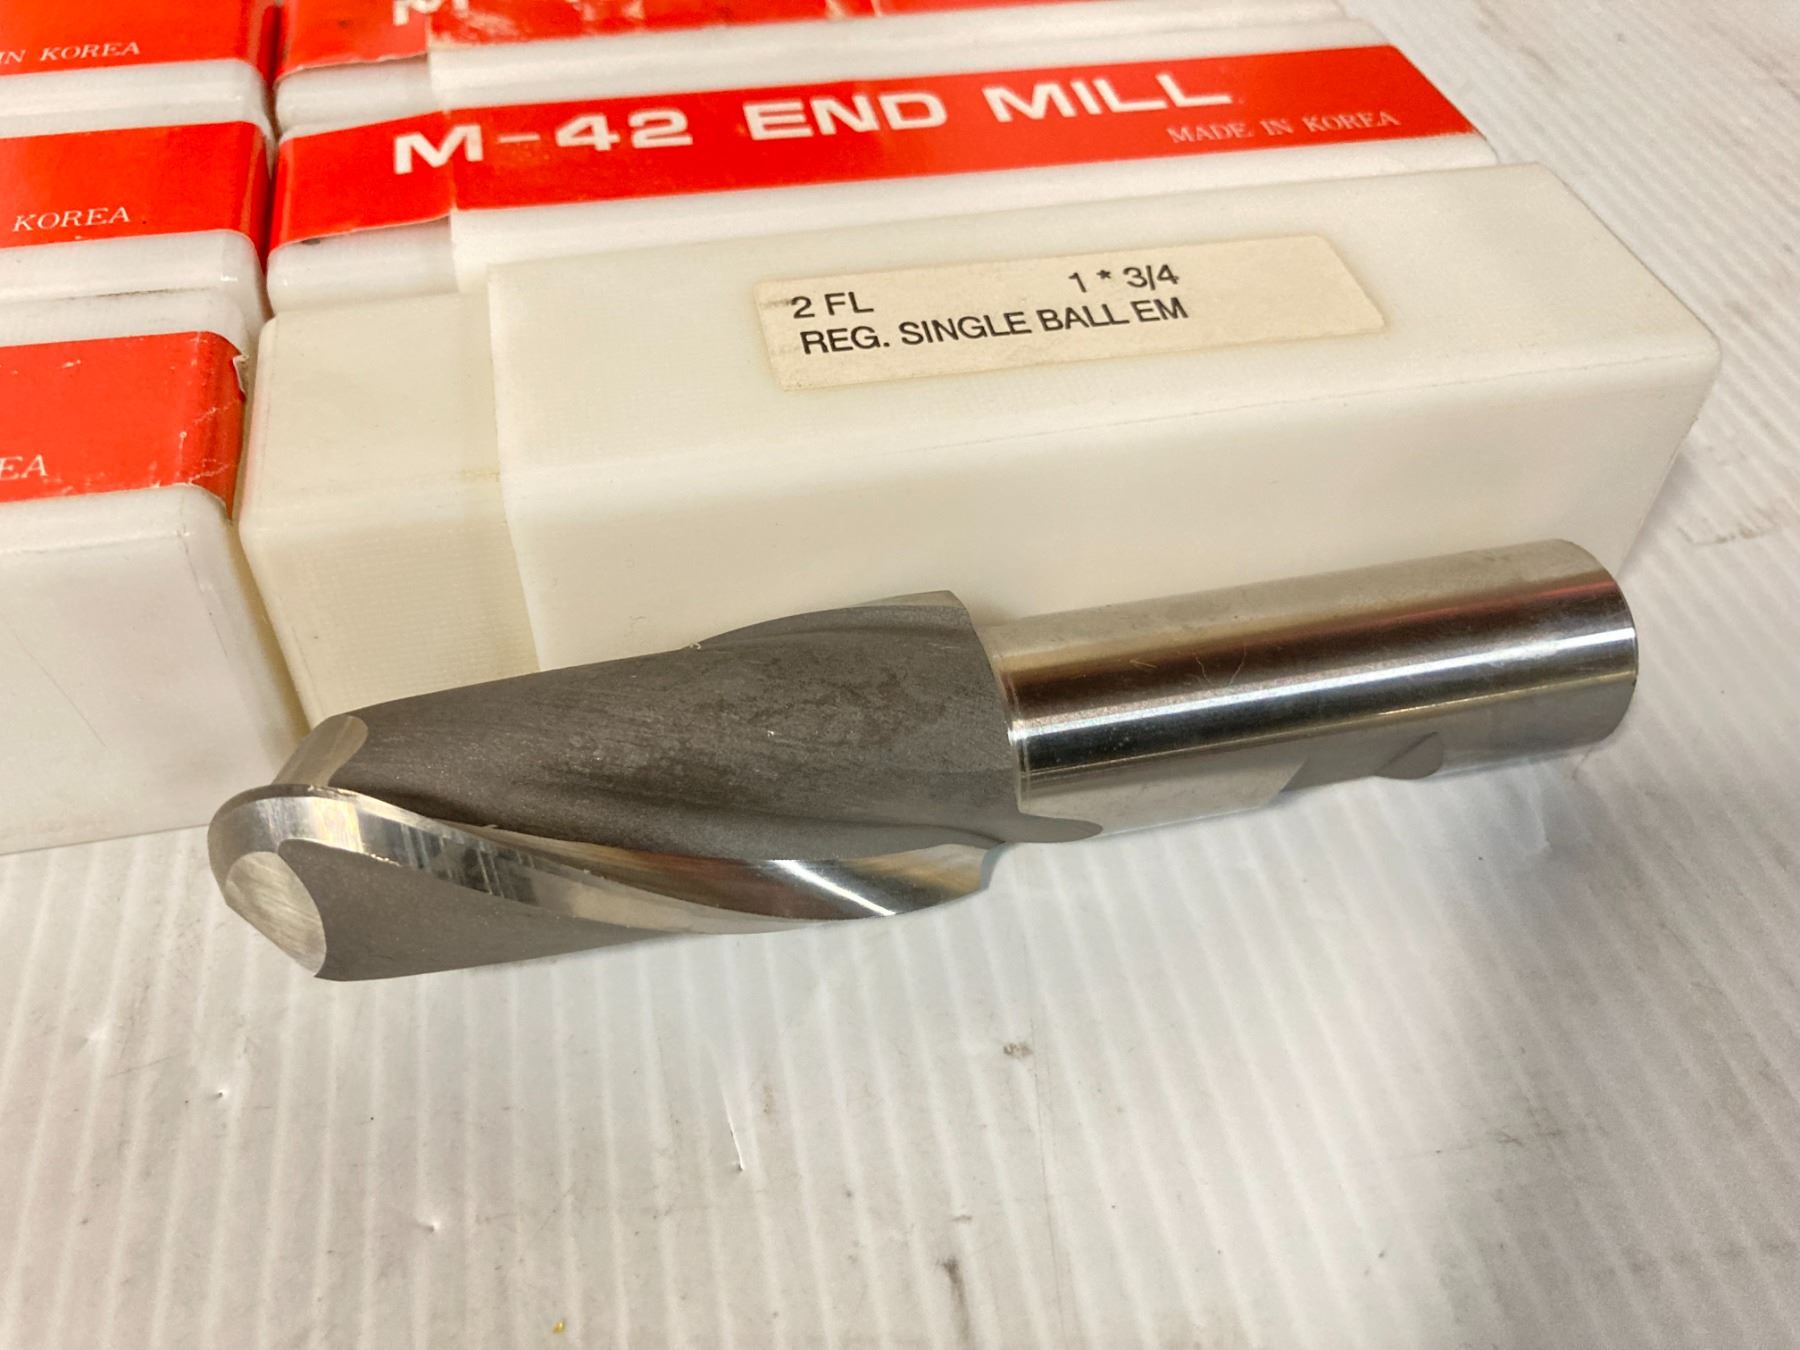 IN KOREA
M
M-42 END MILL
MADE IN KOREA
KOREA
2 FL 1 * 3/4
REG. SINGLE BALL EM
EA